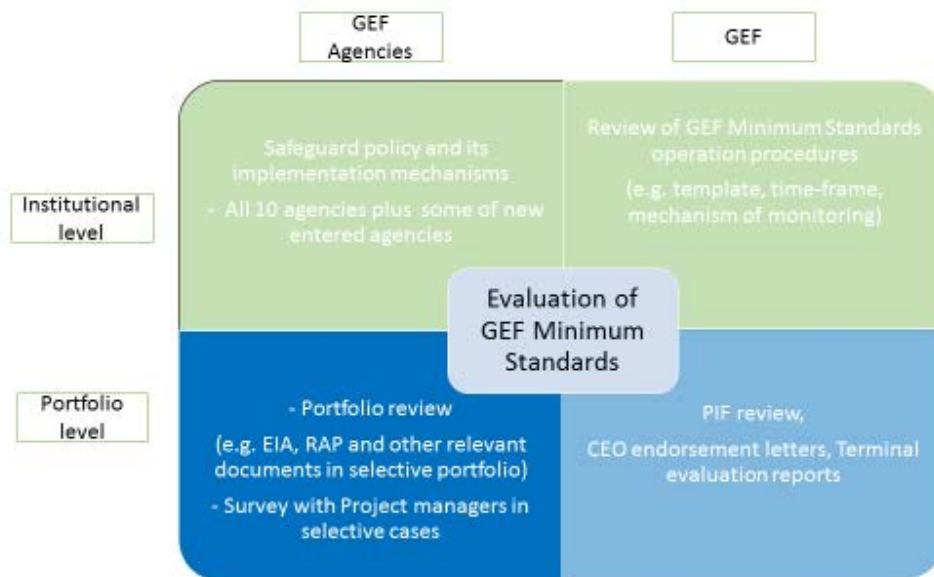 GEF
Agencies
GEF
Institutional
level
Safeguard policy and its
implementation mechanisms
- All 10 agencies plus some of new
entered agencies
Review of GEF Minimum Standards
operation procedures
(e.g. template, time-frame,
mechanism of monitoring)
Evaluation of
GEF Minimum
Standards
Portfolio
level
- Portfolio review
(e.g. EIA, RAP and other relevant
documents in selective portfolio)
- Survey with Project managers in
selective cases
PIF review,
CEO endorsement letters, Terminal
evaluation reports